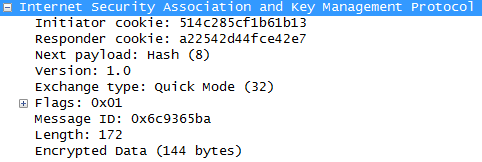 Internet Security Association and Key Management Protocol
Initiator cookie: 514c285cf1b61b13
Responder cookie: a22542d44fce42e7
Next payload: Hash (8)
Version: 1.0
Exchange type: Quick Mode (32)
Flags: 0x01
Message ID: 0x6c9365ba
Length: 172
Encrypted Data (144 bytes)